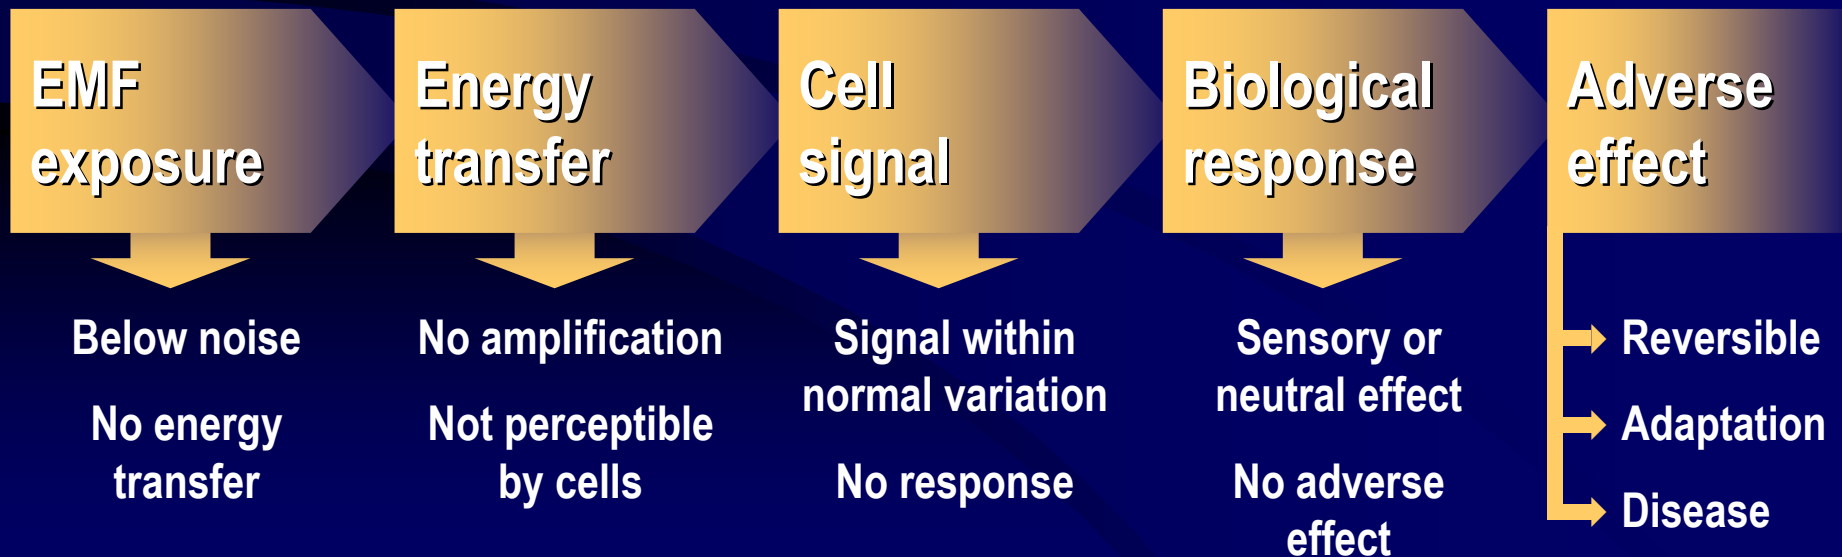 EMF
exposure
Energy
transfer
Cell
signal
Biological
response
Adverse
effect
Below noise
No energy
transfer
No amplification
Not perceptible
by cells
Signal within
normal variation
No response
Sensory or
neutral effect
No adverse
effect
Reversible
Adaptation
Disease